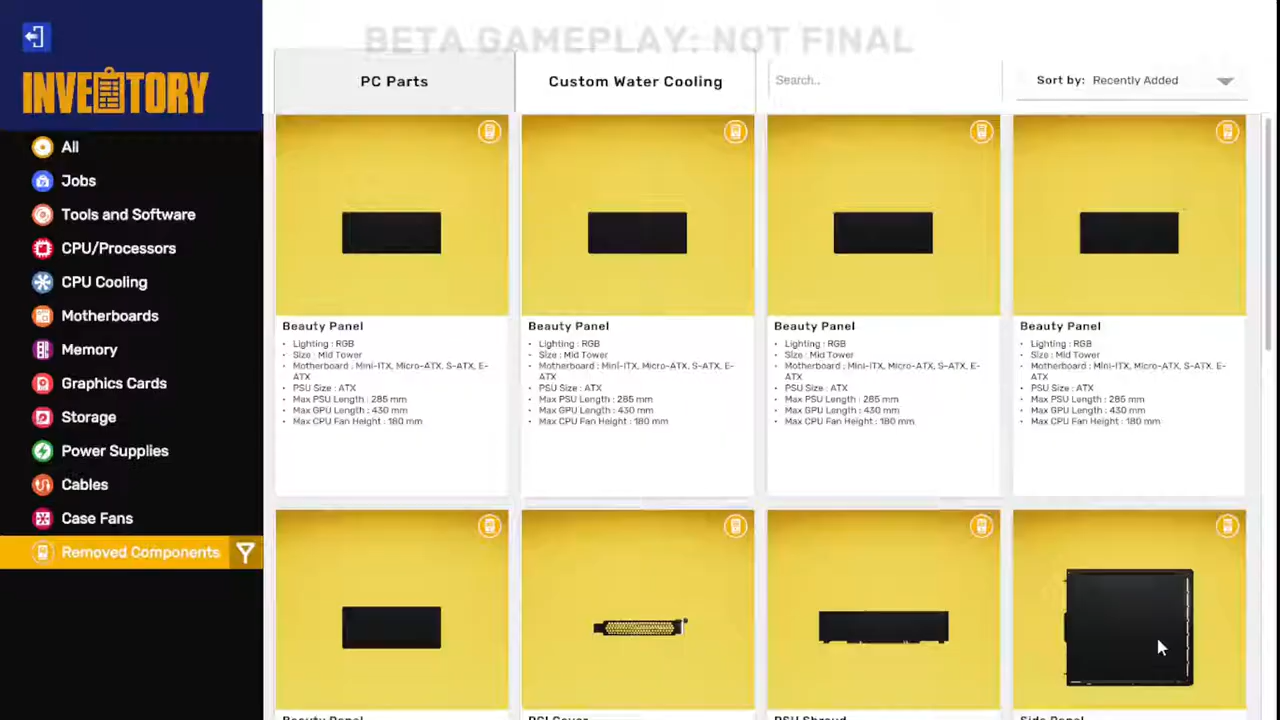 BETA GAMEPLAY: NOT FINAL
INVENTORY
PC Parts
Custom Water Cooling
Search..
Sort by: Recently Added
All
Jobs
Tools and Software
CPU/Processors
CPU Cooling
Motherboards
Memory
Graphics Cards
Storage
Power Supplies
Cables
Case Fans
Removed Components
Beauty Panel
• Lighting : RGB
• Size : Mid Tower
• Motherboard : Mini-ITX, Micro-ATX, S-ATX, E-
ATX
• PSU Size : ATX
• Max PSU Length : 285 mm
• Max GPU Length : 430 mm
• Max CPU Fan Height : 180 mm
Beauty Panel
• Lighting : RGB
• Size : Mid Tower
• Motherboard : Mini-ITX, Micro-ATX, S-ATX, E-
ATX
• PSU Size : ATX
• Max PSU Length : 285 mm
• Max GPU Length : 430 mm
• Max CPU Fan Height : 180 mm
Beauty Panel
• Lighting : RGB
• Size : Mid Tower
• Motherboard : Mini-ITX, Micro-ATX, S-ATX, E-
ATX
• PSU Size : ATX
• Max PSU Length : 285 mm
• Max GPU Length : 430 mm
• Max CPU Fan Height : 180 mm
Beauty Panel
• Lighting : RGB
• Size : Mid Tower
• Motherboard : Mini-ITX, Micro-ATX, S-ATX, E-
ATX
• PSU Size : ATX
• Max PSU Length : 285 mm
• Max GPU Length : 430 mm
• Max CPU Fan Height : 180 mm
Beauty Panel
PCI Cover
PSU Shroud
Side Panel